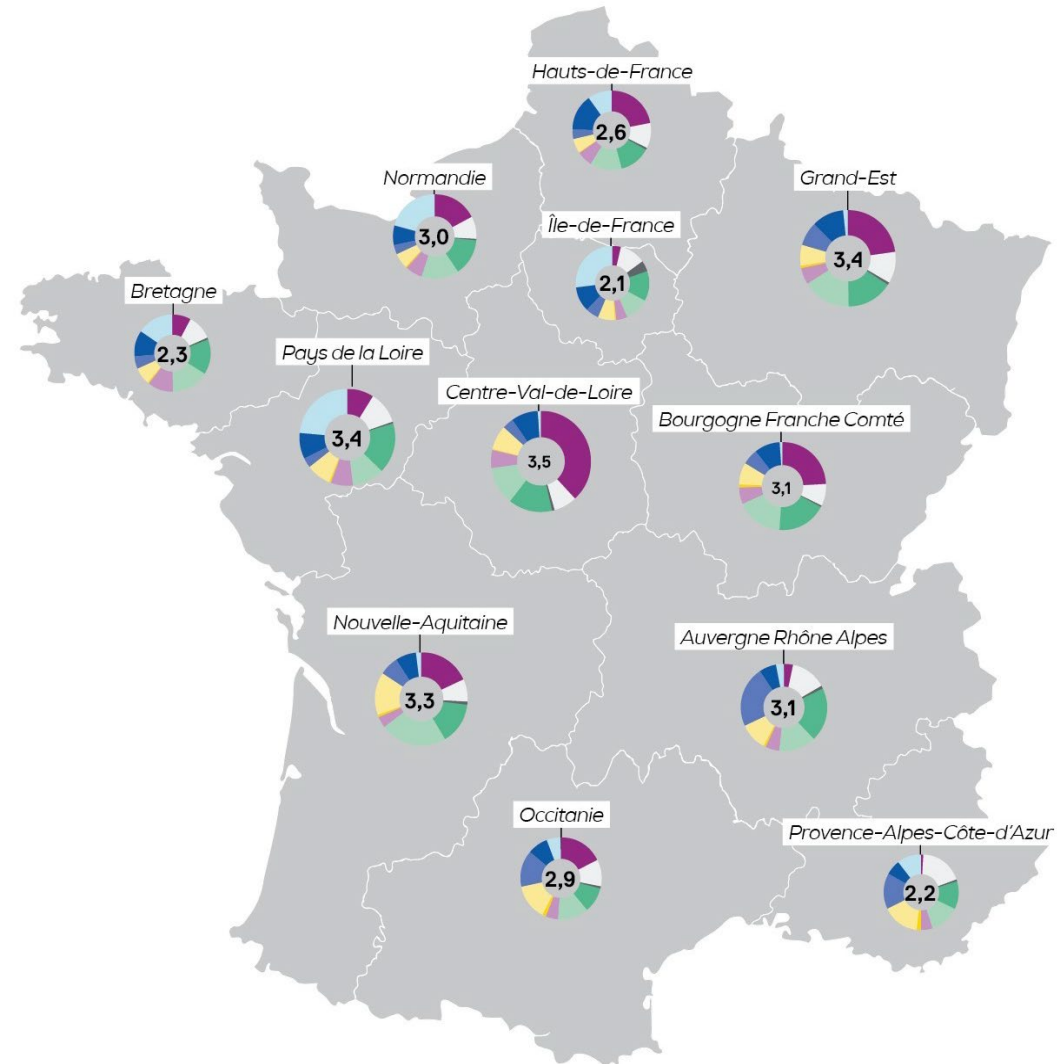 Hauts-de-France
2,6
Normandie
3,0
Île-de-France
2,1
Grand-Est
3,4
Bretagne
2,3
Pays de la Loire
3,4
Centre-Val-de-Loire
3,5
Bourgogne Franche Comté
3,1
Nouvelle-Aquitaine
3,3
Auvergne Rhône Alpes
3,1
Occitanie
2,9
Provence-Alpes-Côte-d'Azur
2,2